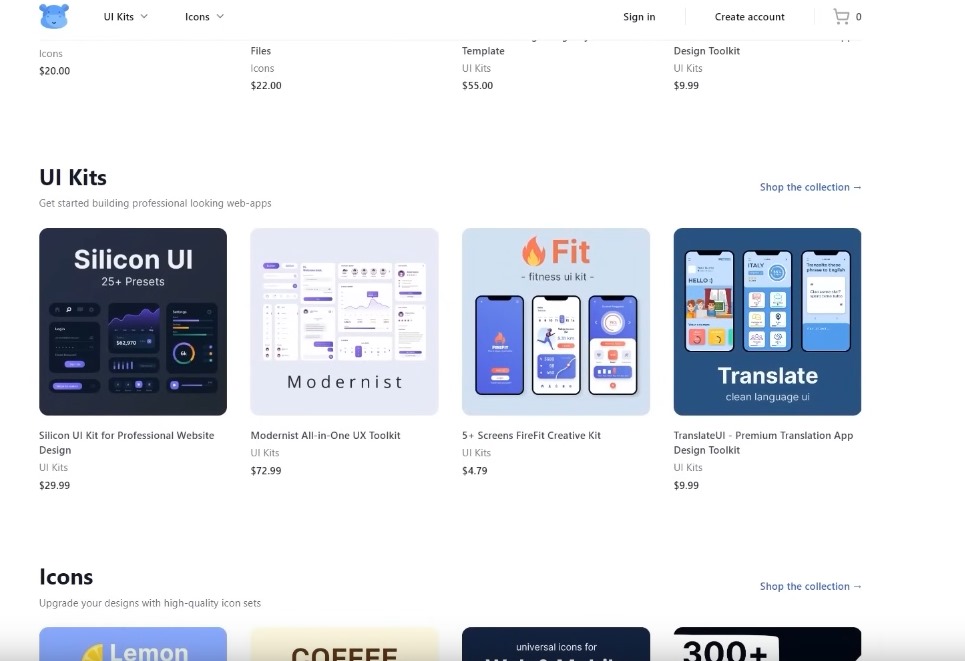 UI Kits
Icons
Sign in
Create account
0
Icons
$20.00
Files
Icons
$22.00
Template
UI Kits
$55.00
Design Toolkit
UI Kits
$9.99
UI Kits
Get started building professional looking web-apps
Shop the collection →
Silicon UI
25+ Presets
Login
Settings
$62,970
Modernist
Fit
- fitness ui kit -
FIREFIT
HELLO :)
ITALY
Translate
clean language ui
Silicon UI Kit for Professional Website
Design
UI Kits
$29.99
Modernist All-in-One UX Toolkit
UI Kits
$72.99
5+ Screens FireFit Creative Kit
UI Kits
$4.79
TranslateUI - Premium Translation App
Design Toolkit
UI Kits
$9.99
Icons
Upgrade your designs with high-quality icon sets
Shop the collection →
Lemon
COFFEE
universal icons for
300+